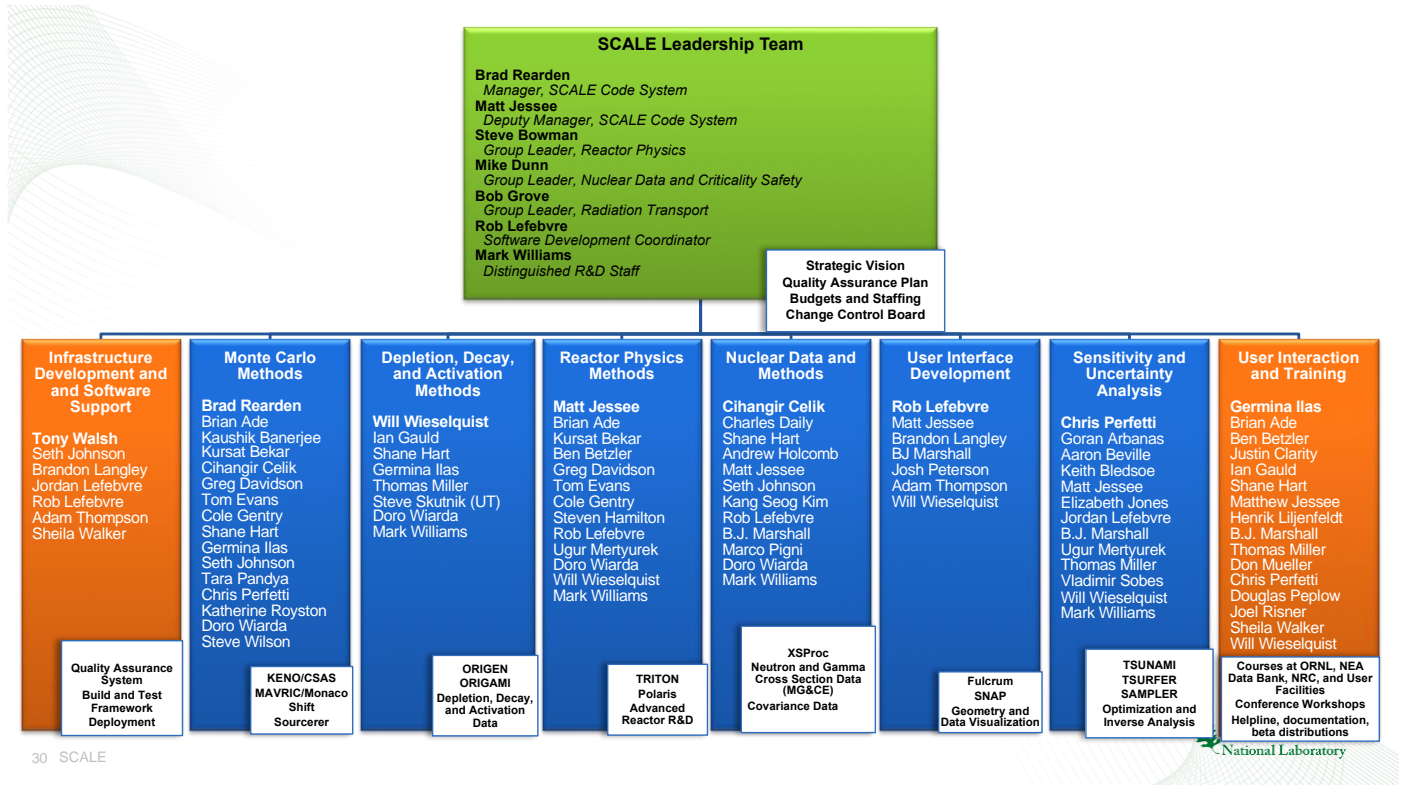 SCALE Leadership Team
Brad Rearden
Manager, SCALE Code System
Matt Jessee
Deputy Manager, SCALE Code System
Steve Bowman
Group Leader, Reactor Physics
Mike Dunn
Group Leader, Nuclear Data and Criticality Safety
Bob Grove
Group Leader, Radiation Transport
Rob Lefebvre
Software Development Coordinator
Mark Williams
Distinguished R&D Staff
Strategic Vision
Quality Assurance Plan
Budgets and Staffing
Change Control Board
Infrastructure
Development and
and Software
Support
Tony Walsh
Seth Johnson
Brandon Langley
Jordan Lefebvre
Rob Lefebvre
Adam Thompson
Sheila Walker
Quality Assurance
System
Build and Test
Framework
Deployment
Monte Carlo
Methods
Brad Rearden
Brian Ade
Kaushik Banerjee
Kursat Bekar
Cihangir Celik
Greg Davidson
Tom Evans
Cole Gentry
Shane Hart
Germina Ilas
Seth Johnson
Tara Pandya
Chris Perfetti
Katherine Royston
Doro Wiarda
Steve Wilson
KENO/CSAS
MAVRIC/Monaco
Shift
Sourcerer
Depletion, Decay,
and Activation
Methods
Will Wieselquist
Ian Gauld
Shane Hart
Germina Ilas
Thomas Miller
Steve Skutnik (UT)
Doro Wiarda
Mark Williams
ORIGEN
ORIGAMI
Depletion, Decay,
and Activation
Data
Reactor Physics
Methods
Matt Jessee
Brian Ade
Kursat Bekar
Ben Betzler
Greg Davidson
Tom Evans
Cole Gentry
Steven Hamilton
Rob Lefebvre
Ugur Mertyurek
Doro Wiarda
Will Wieselquist
Mark Williams
TRITON
Polaris
Advanced
Reactor R&D
Nuclear Data and
Methods
Cihangir Celik
Charles Daily
Shane Hart
Andrew Holcomb
Matt Jessee
Seth Johnson
Kang Seog Kim
Rob Lefebvre
B.J. Marshall
Marco Pigni
Doro Wiarda
Mark Williams
XSProc
Neutron and Gamma
Cross Section Data
(MG&CE)
Covariance Data
User Interface
Development
Rob Lefebvre
Matt Jessee
Brandon Langley
BJ Marshall
Josh Peterson
Adam Thompson
Will Wieselquist
Fulcrum
SNAP
Geometry and
Data Visualization
Sensitivity and
Uncertainty
Analysis
Chris Perfetti
Goran Arbanas
Aaron Beville
Keith Bledsoe
Matt Jessee
Elizabeth Jones
Jordan Lefebvre
B.J. Marshall
Ugur Mertyurek
Thomas Miller
Vladimir Sobes
Will Wieselquist
Mark Williams
TSUNAMI
TSURFER
SAMPLER
Optimization and
Inverse Analysis
User Interaction
and Training
Germina Ilas
Brian Ade
Ben Betzler
Justin Clarity
Ian Gauld
Shane Hart
Matthew Jessee
Henrik Liljenfeldt
B.J. Marshall
Thomas Miller
Don Mueller
Chris Perfetti
Douglas Peplow
Joel Risner
Sheila Walker
Will Wieselquist
Courses at ORNL, NEA
Data Bank, NRC, and User
Facilities
Conference Workshops
Helpline, documentation,
beta distributions
National Laboratory
30 SCALE